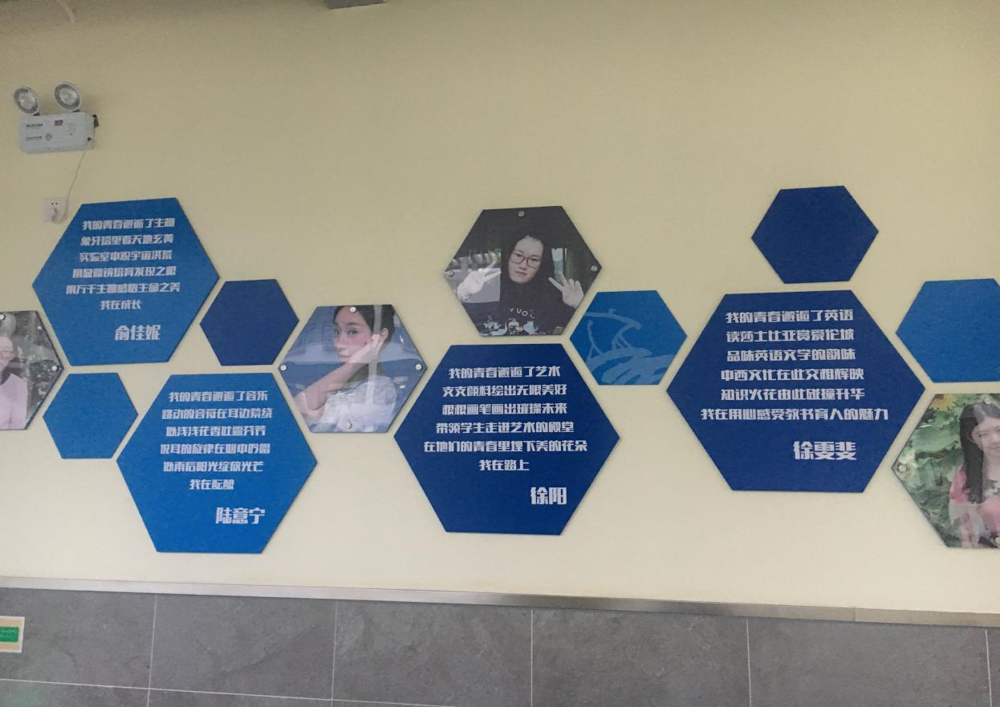 我的青春邂逅了生物
象牙塔里看天地玄黄
实验室中观宇宙洪荒
用显微镜培育发现之眼
用万千生物感悟生命之美
我在成长
俞佳妮
我的青春邂逅了音乐
跳动的音符在耳边萦绕
似浅浅花香吐露芬芳
悦耳的旋律在心中吟唱
似雨后阳光绽放光芒
我在酝酿
陆意宁
我的青春邂逅了艺术
支支颜料绘出无限美好
根根画笔画出璀璨未来
带领学生走进艺术的殿堂
在他们的青春里埋下美的花朵
我在路上
徐阳
我的青春邂逅了英语
读莎士比亚赏爱伦坡
品味英语文学的韵味
中西文化在此交相辉映
知识火花由此碰撞升华
我在用心感受教书育人的魅力
徐雯斐